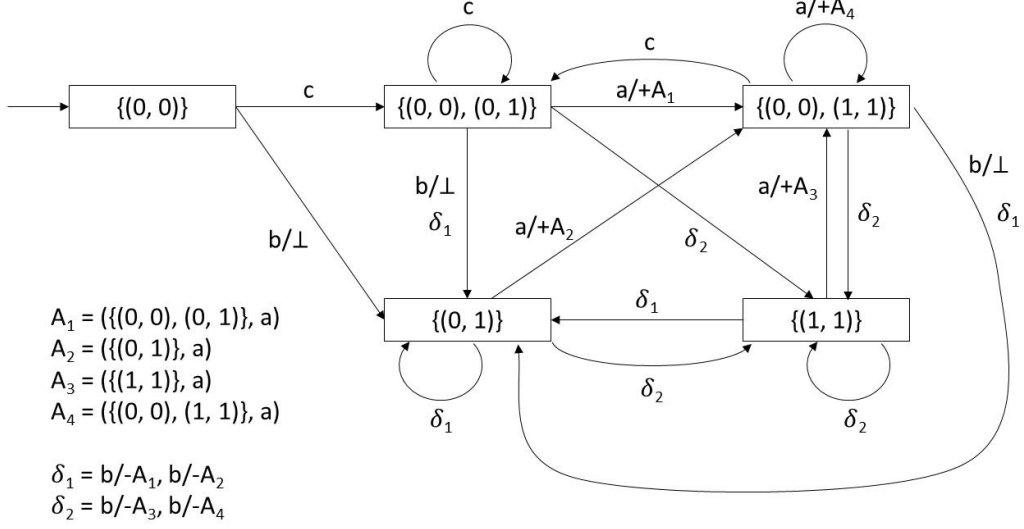 c
a/+A₄
c
{(0, 0)}
c
{(0, 0), (0, 1)}
a/+A₁
{(0, 0), (1, 1)}
b/⊥
δ₁
b/⊥
δ₁
a/+A₂
δ₂
a/+A₃
δ₂
b/⊥
{(0, 1)}
δ₁
{(1, 1)}
δ₂
δ₁
δ₂
A₁ = ({(0, 0), (0, 1)}, a)
A₂ = ({(0, 1)}, a)
A₃ = ({(1, 1)}, a)
A₄ = ({(0, 0), (1, 1)}, a)
δ₁ = b/-A₁, b/-A₂
δ₂ = b/-A₃, b/-A₄